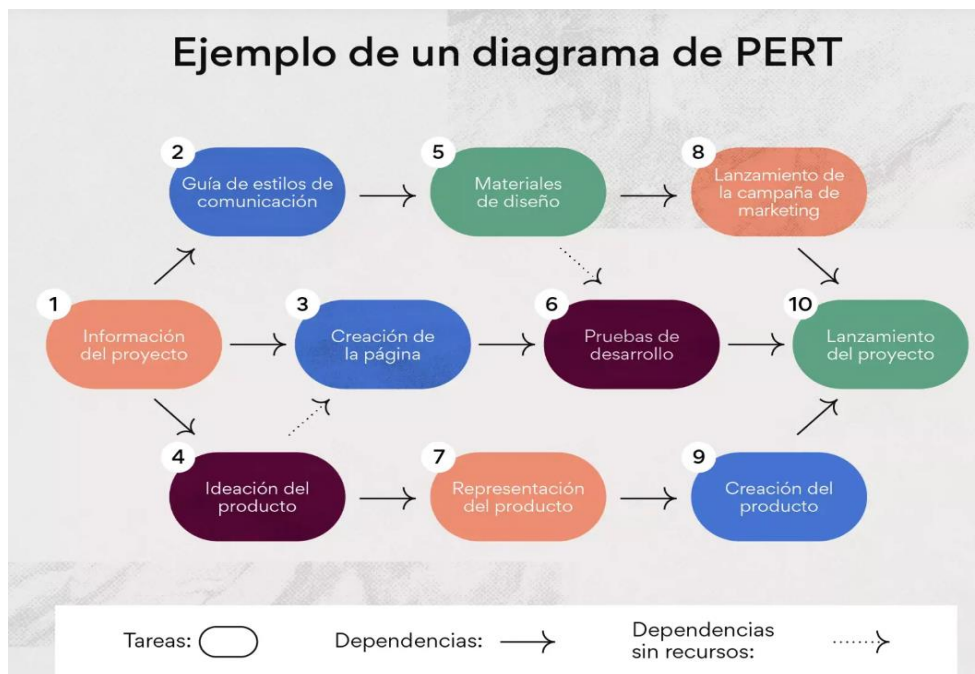 Ejemplo de un diagrama de PERT
2
Guía de estilos de
comunicación
5
Materiales
de diseño
8
Lanzamiento de
la campaña de
marketing
1
Información
del proyecto
3
Creación de
la página
6
Pruebas de
desarrollo
10
Lanzamiento
del proyecto
4
Ideación del
producto
7
Representación
del producto
9
Creación del
producto
Tareas:
Dependencias:
Dependencias
sin recursos: